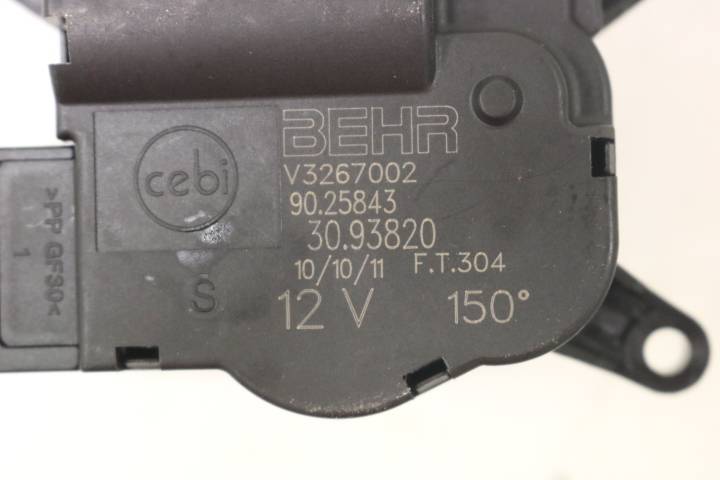 BEHR
cebi
V3267002
90.25843
30.93820
10/10/11 F.T.304
S
12 V 150°
>PP GF30<
1